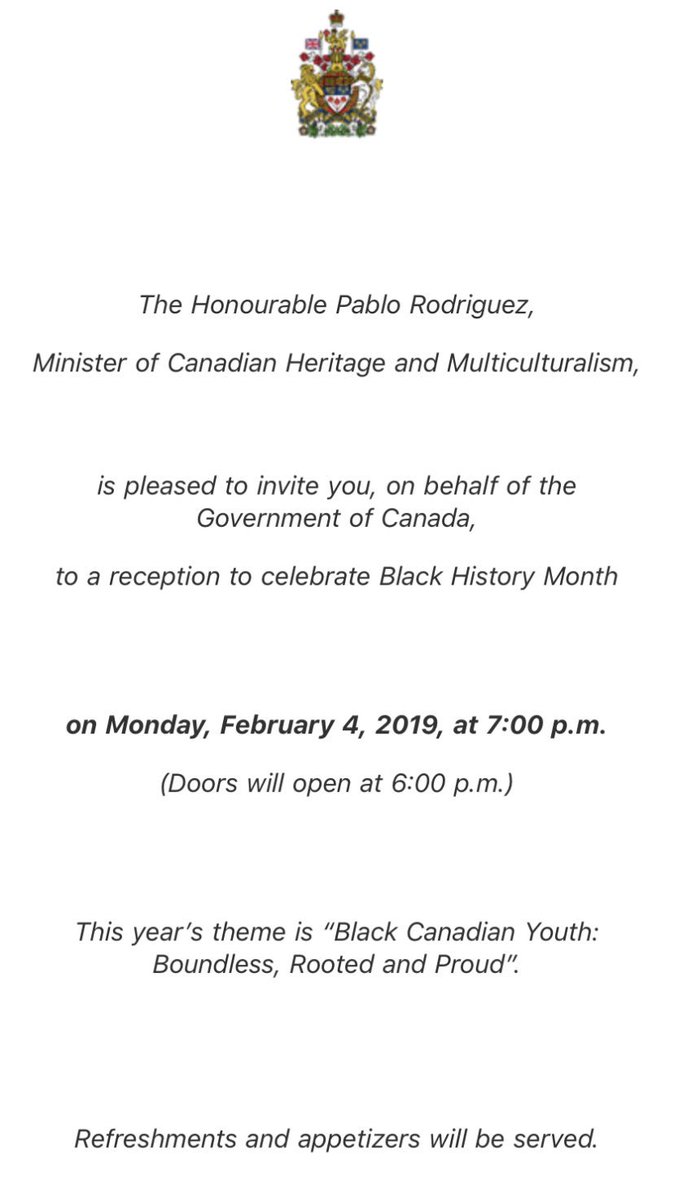 The Honourable Pablo Rodriguez,
Minister of Canadian Heritage and Multiculturalism,
is pleased to invite you, on behalf of the
Government of Canada,
to a reception to celebrate Black History Month
on Monday, February 4, 2019, at 7:00 p.m.
(Doors will open at 6:00 p.m.)
This year’s theme is “Black Canadian Youth:
Boundless, Rooted and Proud”.
Refreshments and appetizers will be served.